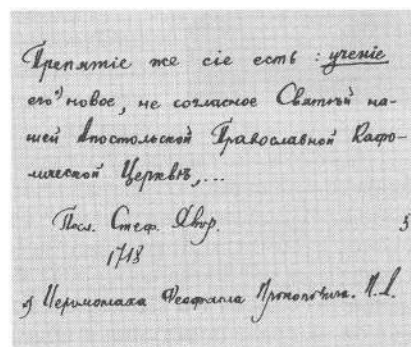 Препятіе же сіе есть: ученіе
его*) новое, не согласное Святѣй на-
шей Апостольской Православной Кафо-
лической Церквѣ,...
Посл. Стеф. Явор.
1718
Іеромонаха Феофана Прокоповича. П.А.